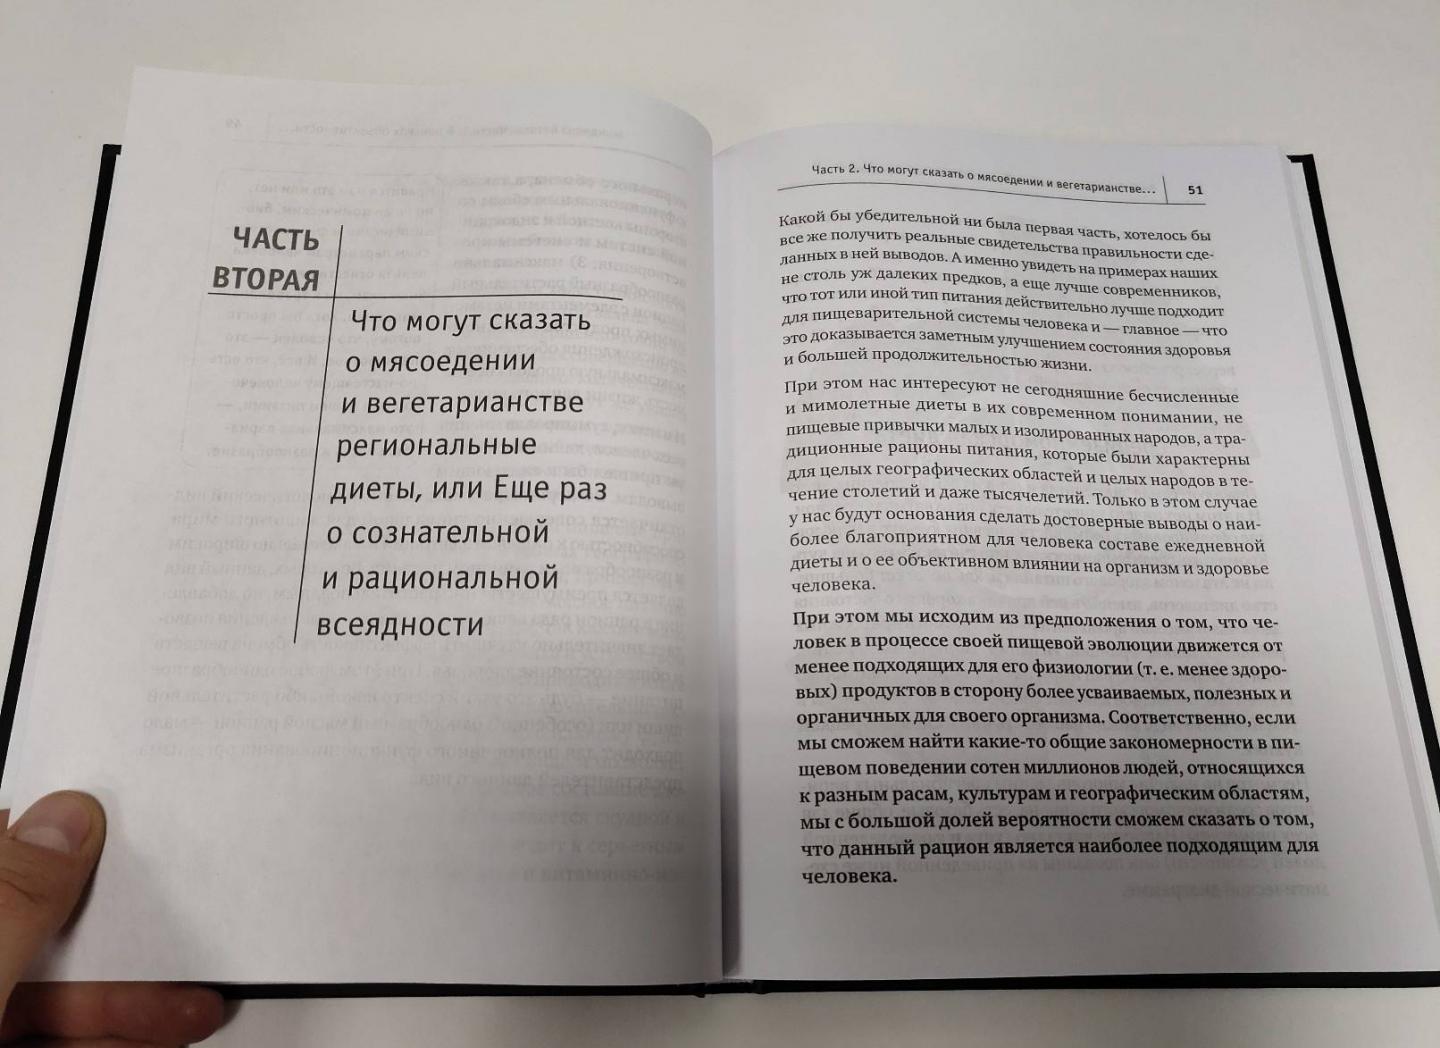 ЧАСТЬ
ВТОРАЯ
Что могут сказать
о мясоедении
и вегетарианстве
региональные
диеты, или Еще раз
о сознательной
и рациональной
всеядности
Часть 2. Что могут сказать о мясоедении и вегетарианстве... 51
Какой бы убедительной ни была первая часть, хотелось бы
все же получить реальные свидетельства правильности сде-
ланных в ней выводов. А именно увидеть на примерах наших
не столь уж далеких предков, а еще лучше современников,
что тот или иной тип питания действительно лучше подходит
для пищеварительной системы человека и — главное — что
это доказывается заметным улучшением состояния здоровья
и большей продолжительностью жизни.
При этом нас интересуют не сегодняшние бесчисленные
и мимолетные диеты в их современном понимании, не
пищевые привычки малых и изолированных народов, а тра-
диционные рационы питания, которые были характерны
для целых географических областей и целых народов в те-
чение столетий и даже тысячелетий. Только в этом случае
у нас будут основания сделать достоверные выводы о наи-
более благоприятном для человека составе ежедневной
диеты и о ее объективном влиянии на организм и здоровье
человека.
При этом мы исходим из предположения о том, что че-
ловек в процессе своей пищевой эволюции движется от
менее подходящих для его физиологии (т. е. менее здоро-
вых) продуктов в сторону более усваиваемых, полезных и
органичных для своего организма. Соответственно, если
мы сможем найти какие-то общие закономерности в пи-
щевом поведении сотен миллионов людей, относящихся
к разным расам, культурам и географическим областям,
мы с большой долей вероятности сможем сказать о том,
что данный рацион является наиболее подходящим для
человека.